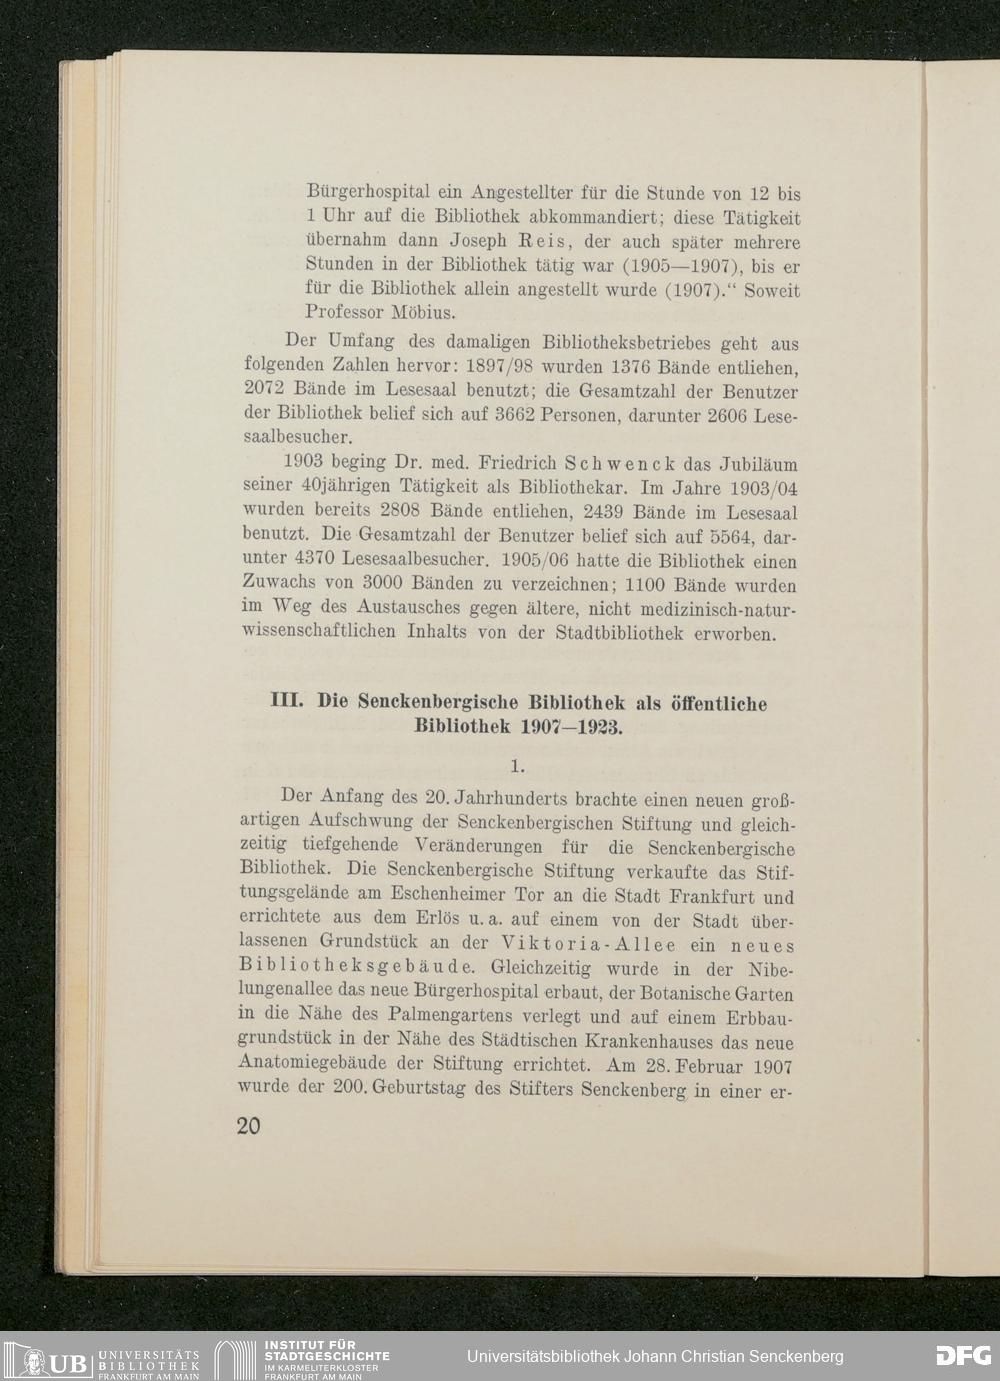 Bürgerhospital ein Angestellter für die Stunde von 12 bis
1 Uhr auf die Bibliothek abkommandiert; diese Tätigkeit
übernahm dann Joseph Reis, der auch später mehrere
Stunden in der Bibliothek tätig war (1905—1907), bis er
für die Bibliothek allein angestellt wurde (1907).“ Soweit
Professor Möbius.
Der Umfang des damaligen Bibliotheksbetriebes geht aus
folgenden Zahlen hervor: 1897/98 wurden 1376 Bände entliehen,
2072 Bände im Lesesaal benutzt; die Gesamtzahl der Benutzer
der Bibliothek belief sich auf 3662 Personen, darunter 2606 Lese-
saalbesucher.
1903 beging Dr. med. Friedrich Schwenck das Jubiläum
seiner 40jährigen Tätigkeit als Bibliothekar. Im Jahre 1903/04
wurden bereits 2808 Bände entliehen, 2439 Bände im Lesesaal
benutzt. Die Gesamtzahl der Benutzer belief sich auf 5564, dar-
unter 4370 Lesesaalbesucher. 1905/06 hatte die Bibliothek einen
Zuwachs von 3000 Bänden zu verzeichnen; 1100 Bände wurden
im Weg des Austausches gegen ältere, nicht medizinisch-natur-
wissenschaftlichen Inhalts von der Stadtbibliothek erworben.
III. Die Senckenbergische Bibliothek als öffentliche
Bibliothek 1907—1923.
1.
Der Anfang des 20. Jahrhunderts brachte einen neuen groß-
artigen Aufschwung der Senckenbergischen Stiftung und gleich-
zeitig tiefgehende Veränderungen für die Senckenbergische
Bibliothek. Die Senckenbergische Stiftung verkaufte das Stif-
tungsgelände am Eschenheimer Tor an die Stadt Frankfurt und
errichtete aus dem Erlös u. a. auf einem von der Stadt über-
lassenen Grundstück an der Viktoria-Allee ein neues
Bibliotheksgebäude. Gleichzeitig wurde in der Nibe-
lungenallee das neue Bürgerhospital erbaut, der Botanische Garten
in die Nähe des Palmengartens verlegt und auf einem Erbbau-
grundstück in der Nähe des Städtischen Krankenhauses das neue
Anatomiegebäude der Stiftung errichtet. Am 28. Februar 1907
wurde der 200. Geburtstag des Stifters Senckenberg in einer er-
20
UB UNIVERSITÄTS
BIBLIOTHEK
FRANKFURT AM MAIN
INSTITUT FÜR
STADTGESCHICHTE
IM KARMELITERKLOSTER
FRANKFURT AM MAIN
Universitätsbibliothek Johann Christian Senckenberg
DFG